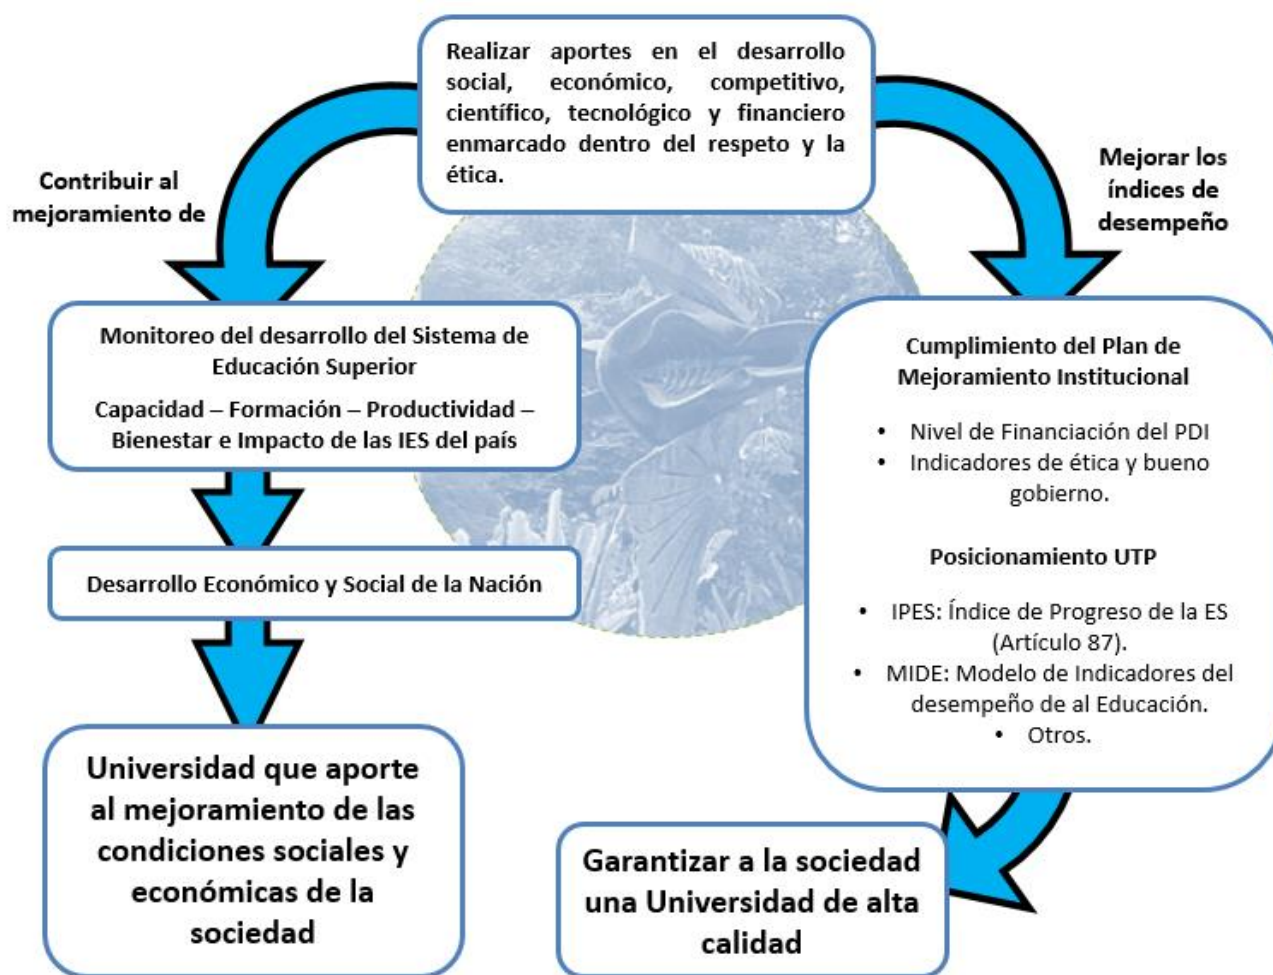 Realizar aportes en el desarrollo
social, económico, competitivo,
científico, tecnológico y financiero
enmarcado dentro del respeto y la
ética.
Contribuir al
mejoramiento de
Mejorar los
índices de
desempeño
Monitoreo del desarrollo del Sistema de
Educación Superior
Capacidad – Formación – Productividad –
Bienestar e Impacto de las IES del país
Desarrollo Económico y Social de la Nación
Universidad que aporte
al mejoramiento de las
condiciones sociales y
económicas de la
sociedad
Cumplimiento del Plan de
Mejoramiento Institucional
• Nivel de Financiación del PDI
• Indicadores de ética y bueno
gobierno.
Posicionamiento UTP
• IPES: Índice de Progreso de la ES
(Artículo 87).
• MIDE: Modelo de Indicadores del
desempeño de al Educación.
• Otros.
Garantizar a la sociedad
una Universidad de alta
calidad